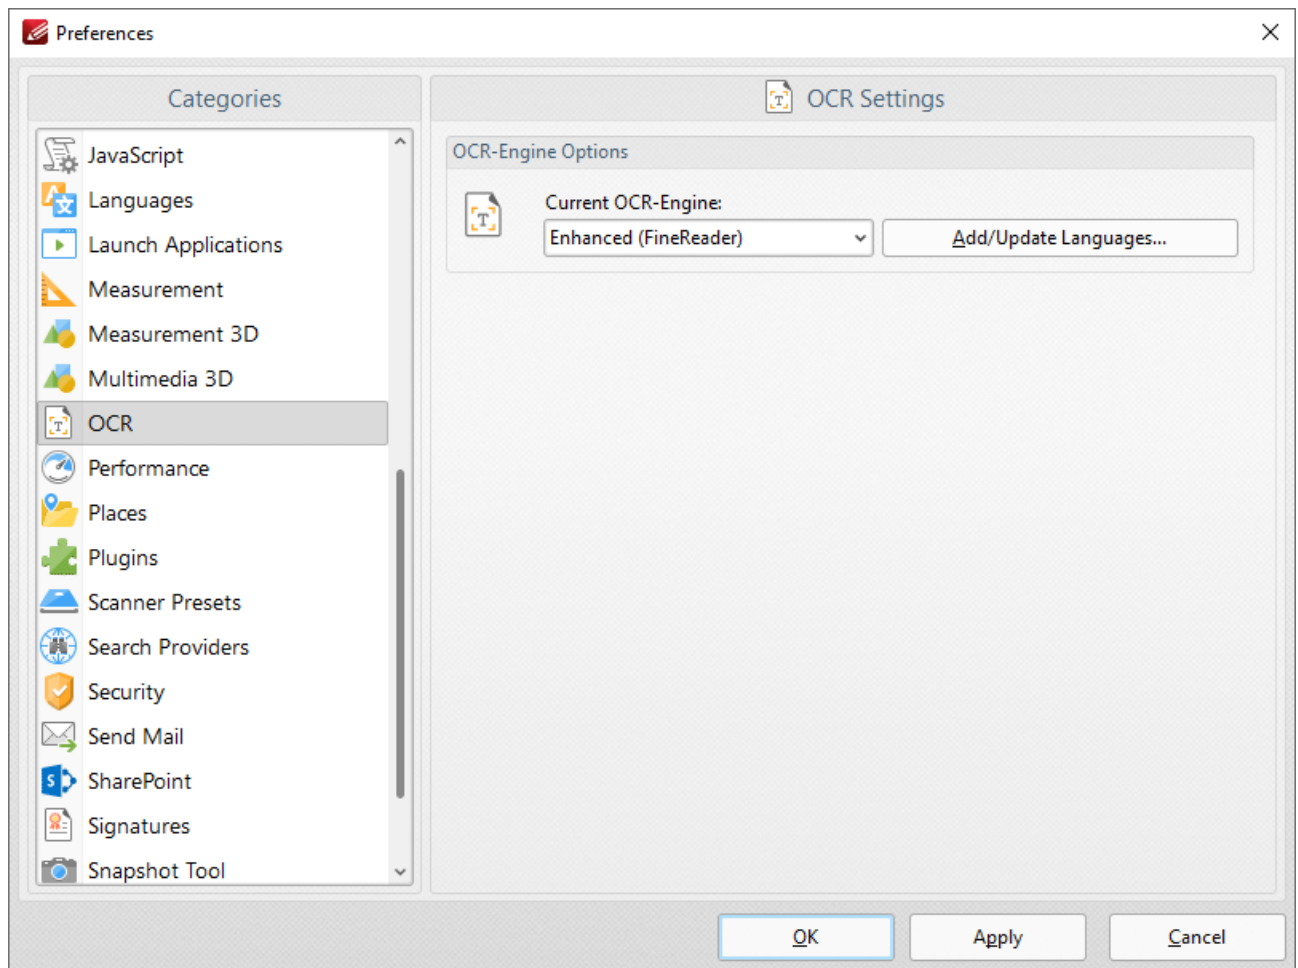 Preferences
Categories
JavaScript
Languages
Launch Applications
Measurement
Measurement 3D
Multimedia 3D
OCR
Performance
Places
Plugins
Scanner Presets
Search Providers
Security
Send Mail
SharePoint
Signatures
Snapshot Tool
OCR Settings
OCR-Engine Options
Current OCR-Engine:
Enhanced (FineReader)
Add/Update Languages...
OK
Apply
Cancel